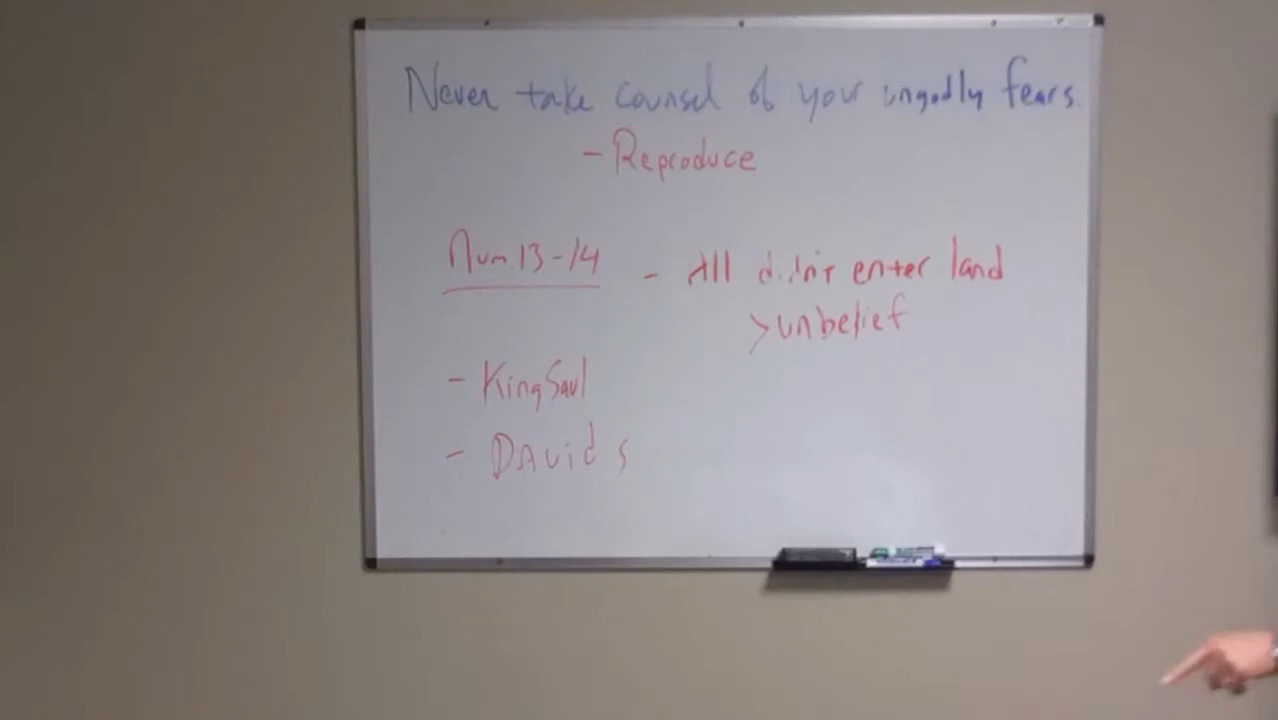 Never take counsel of your ungodly fears.
- Reproduce
Num 13-14 - All didn't enter land
> unbelief
- King Saul
- David s